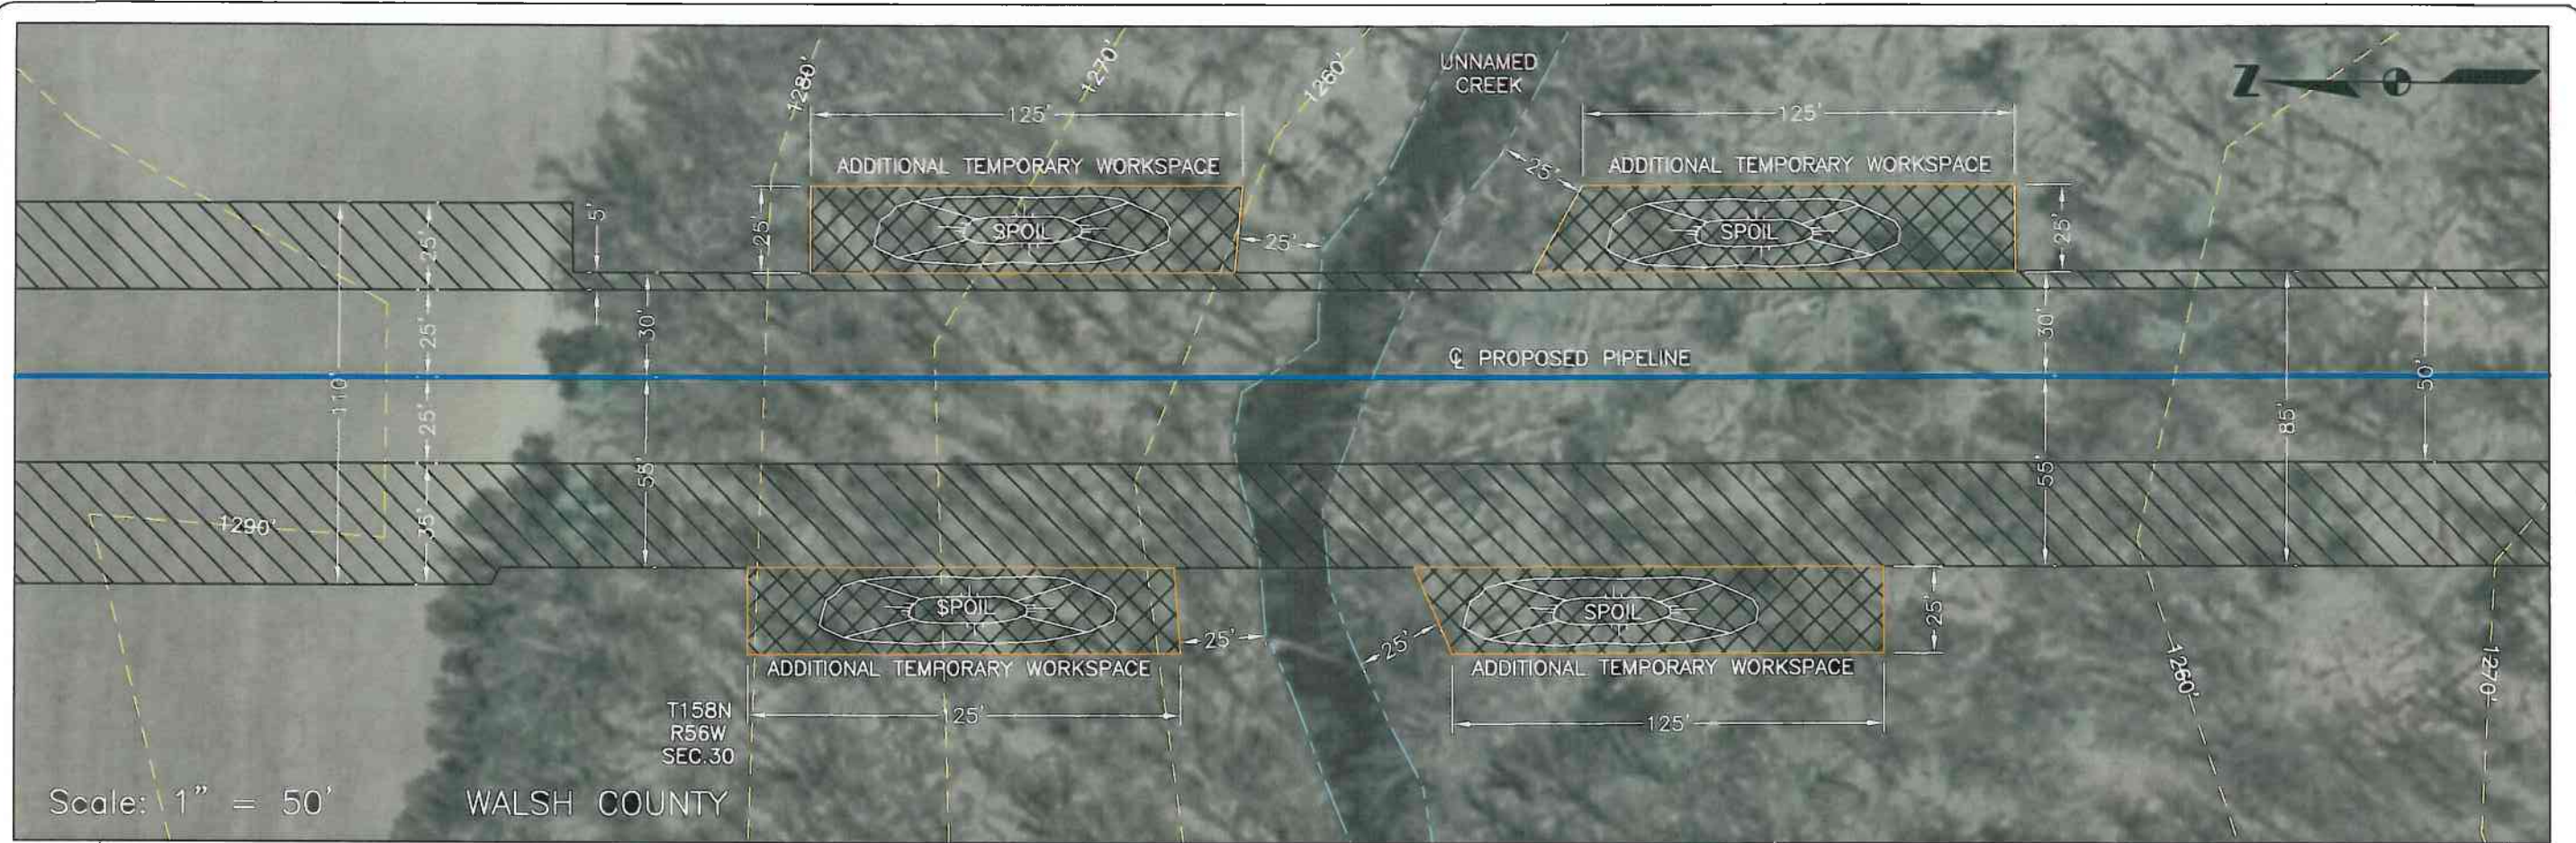 1280'
1270'
1260'
UNNAMED
CREEK
Z
125'
125'
ADDITIONAL TEMPORARY WORKSPACE
ADDITIONAL TEMPORARY WORKSPACE
5'
25'
25'
SPOIL
25'
25'
SPOIL
25'
25'
30'
30'
℄ PROPOSED PIPELINE
110'
25'
50'
85'
55'
55'
35'
1290'
SPOIL
25'
25'
SPOIL
25'
ADDITIONAL TEMPORARY WORKSPACE
ADDITIONAL TEMPORARY WORKSPACE
1260'
1270'
T158N
R56W
SEC.30
125'
125'
Scale: 1" = 50'
WALSH COUNTY